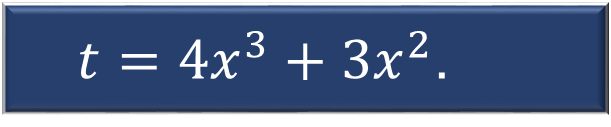 t = 4x³ + 3x².